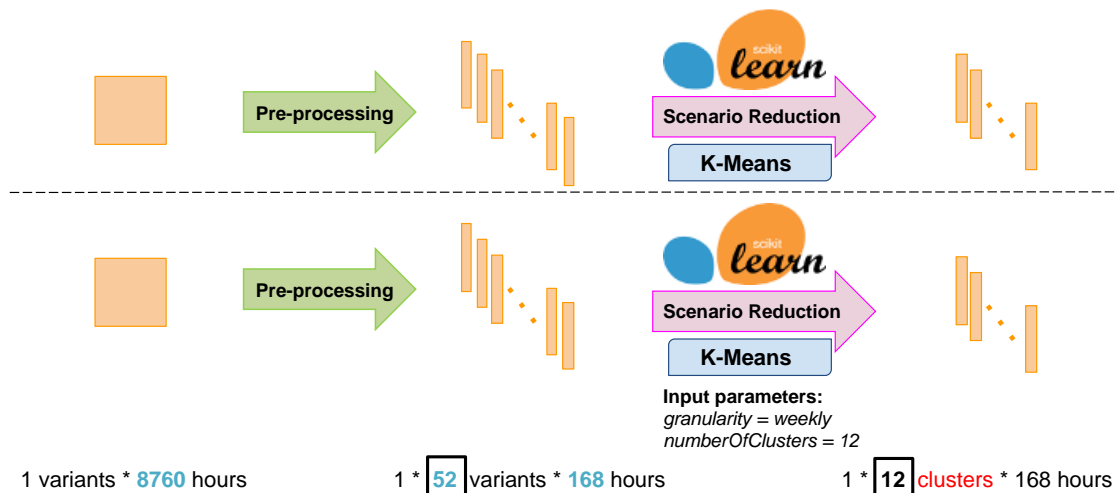 scikit
learn
Pre-processing
Scenario Reduction
K-Means
scikit
learn
Pre-processing
Scenario Reduction
K-Means
Input parameters:
granularity = weekly
numberOfClusters = 12
1 variants * 8760 hours
1 * 52 variants * 168 hours
1 * 12 clusters * 168 hours